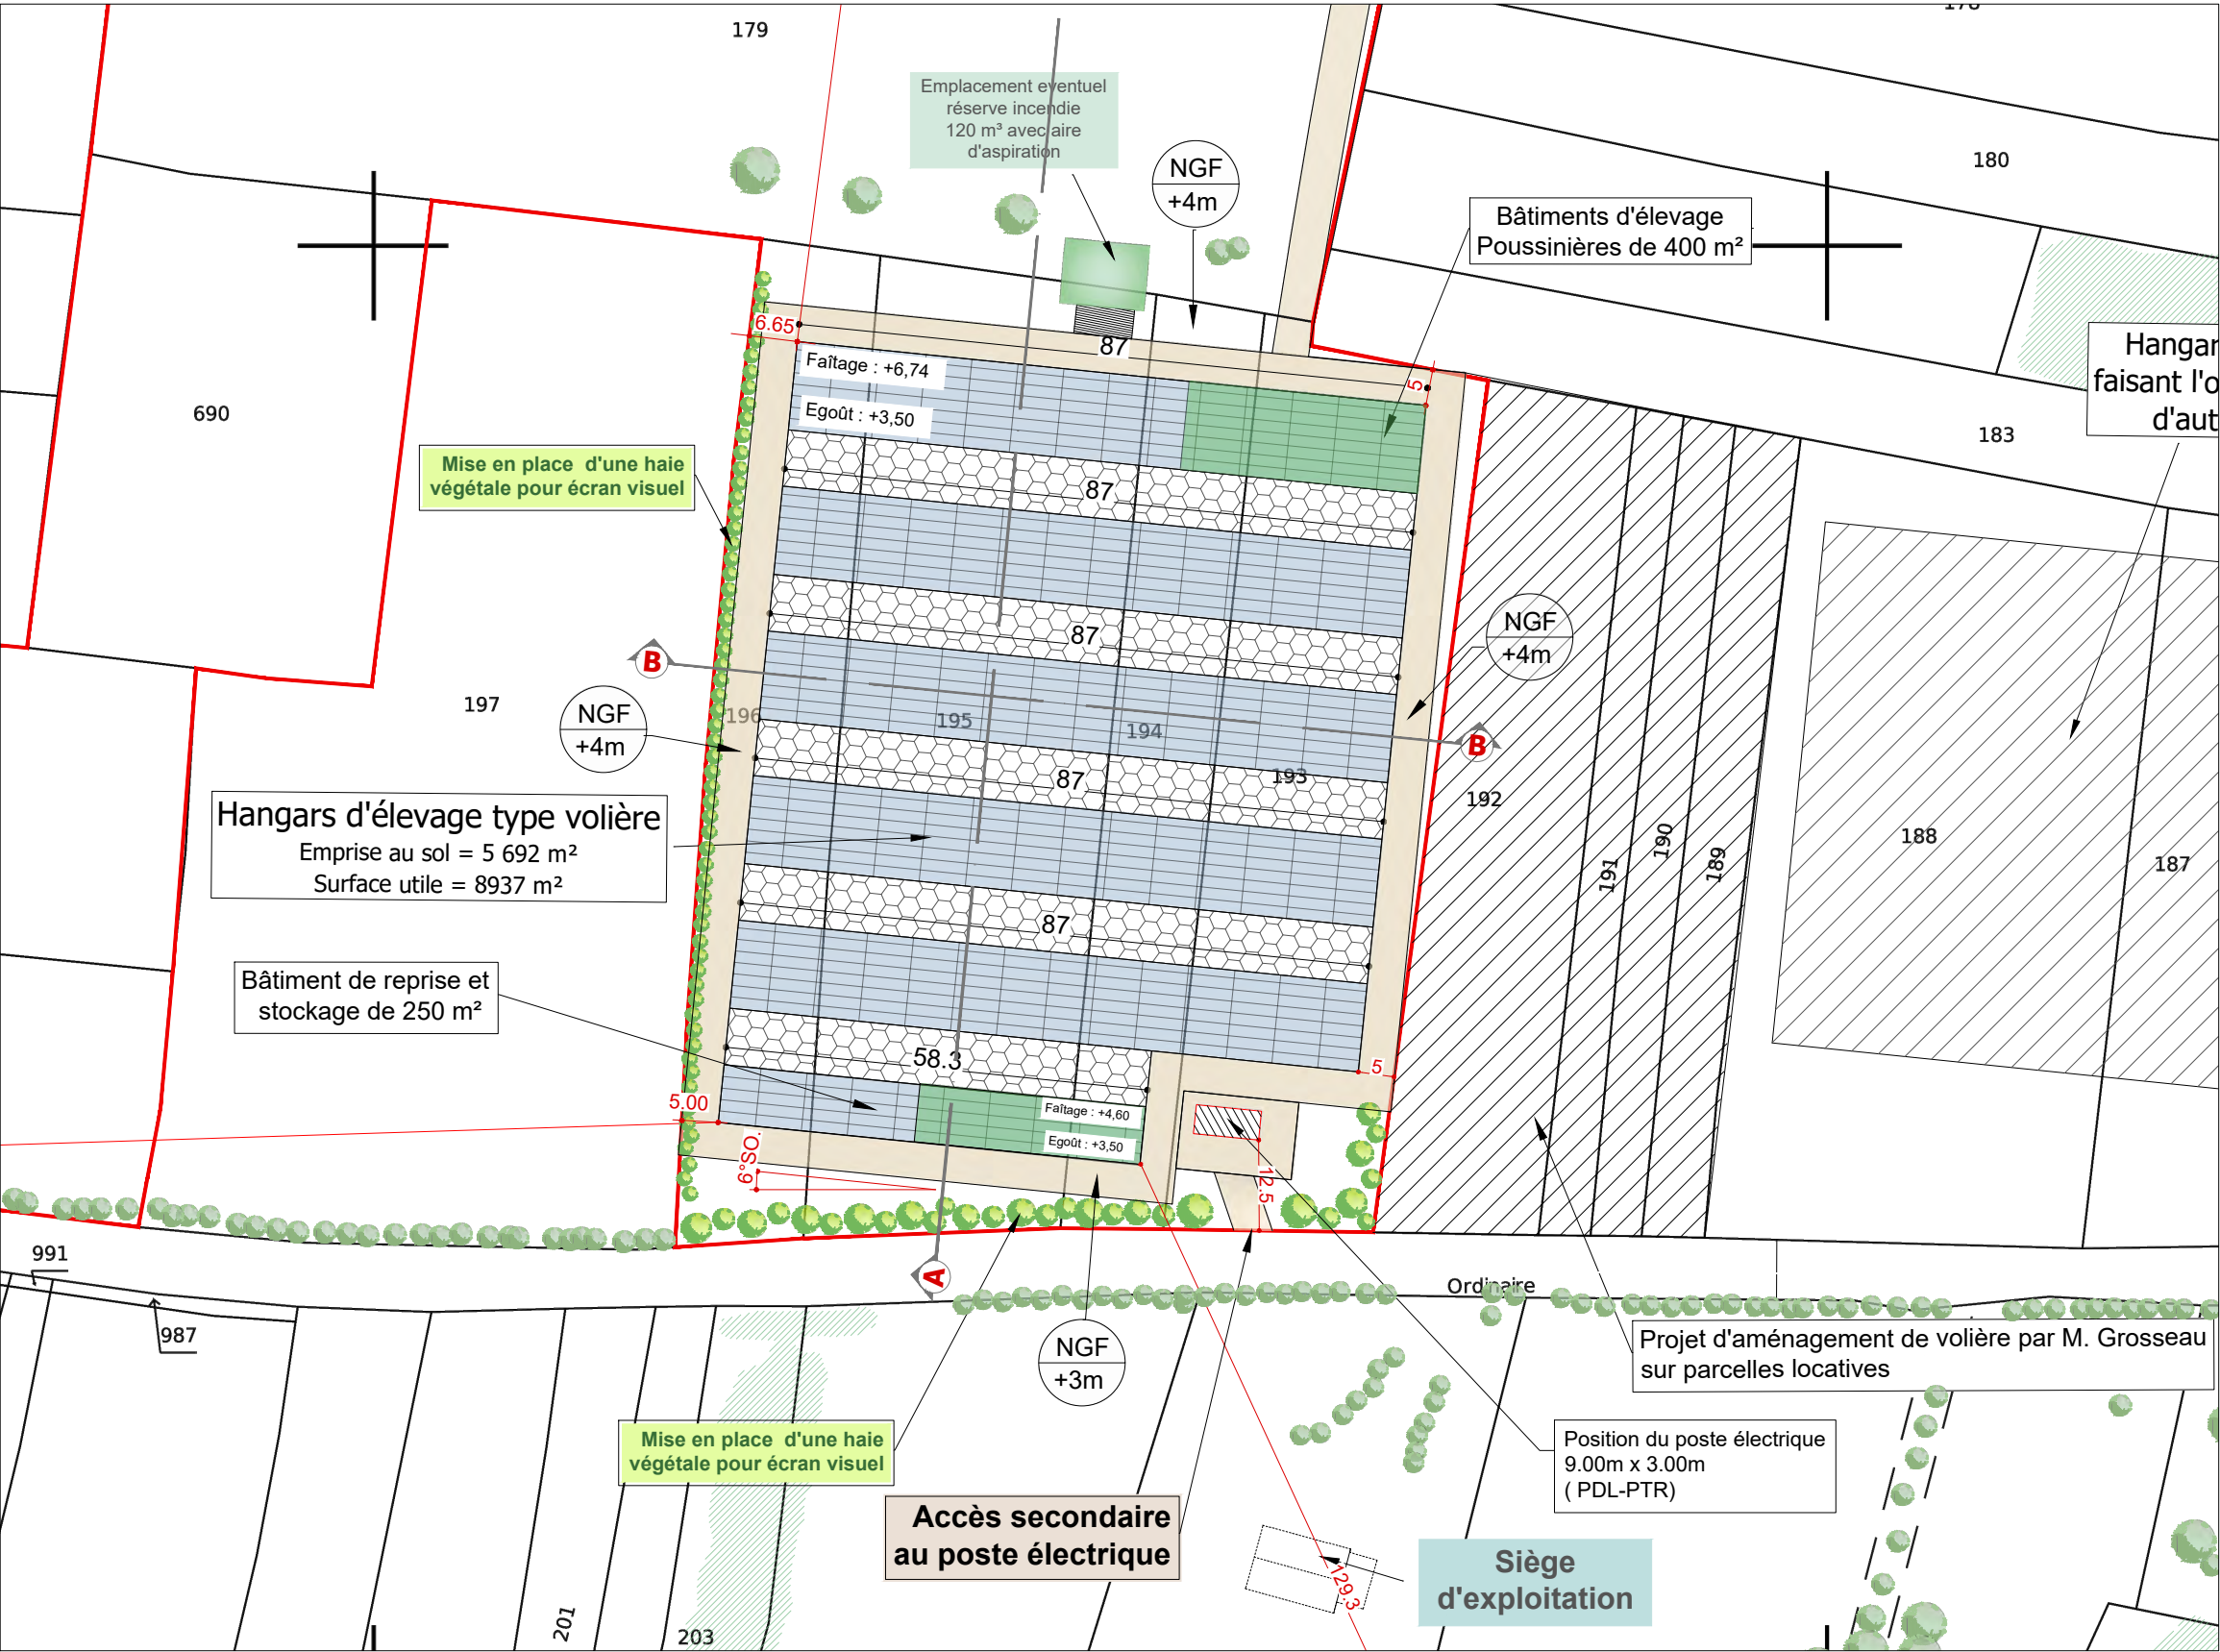 179
178
Emplacement eventuel
réserve incendie
120 m³ avec aire
d'aspiration
NGF
+4m
180
Bâtiments d'élevage
Poussinières de 400 m²
6.65
87
5
Faîtage : +6,74
Egoût : +3,50
Hangar
faisant l'o
d'aut
690
183
Mise en place d'une haie
végétale pour écran visuel
87
87
NGF
+4m
B
197
NGF
+4m
196
195
194
B
87
193
192
Hangars d'élevage type volière
Emprise au sol = 5 692 m²
Surface utile = 8937 m²
191
190
189
188
187
87
Bâtiment de reprise et
stockage de 250 m²
58.3
5
5.00
Faîtage : +4,60
Egoût : +3,50
6°SO.
12.5
991
A
Ordinaire
987
NGF
+3m
Projet d'aménagement de volière par M. Grosseau
sur parcelles locatives
Mise en place d'une haie
végétale pour écran visuel
Position du poste électrique
9.00m x 3.00m
( PDL-PTR)
Accès secondaire
au poste électrique
Siège
d'exploitation
129.3
201
203